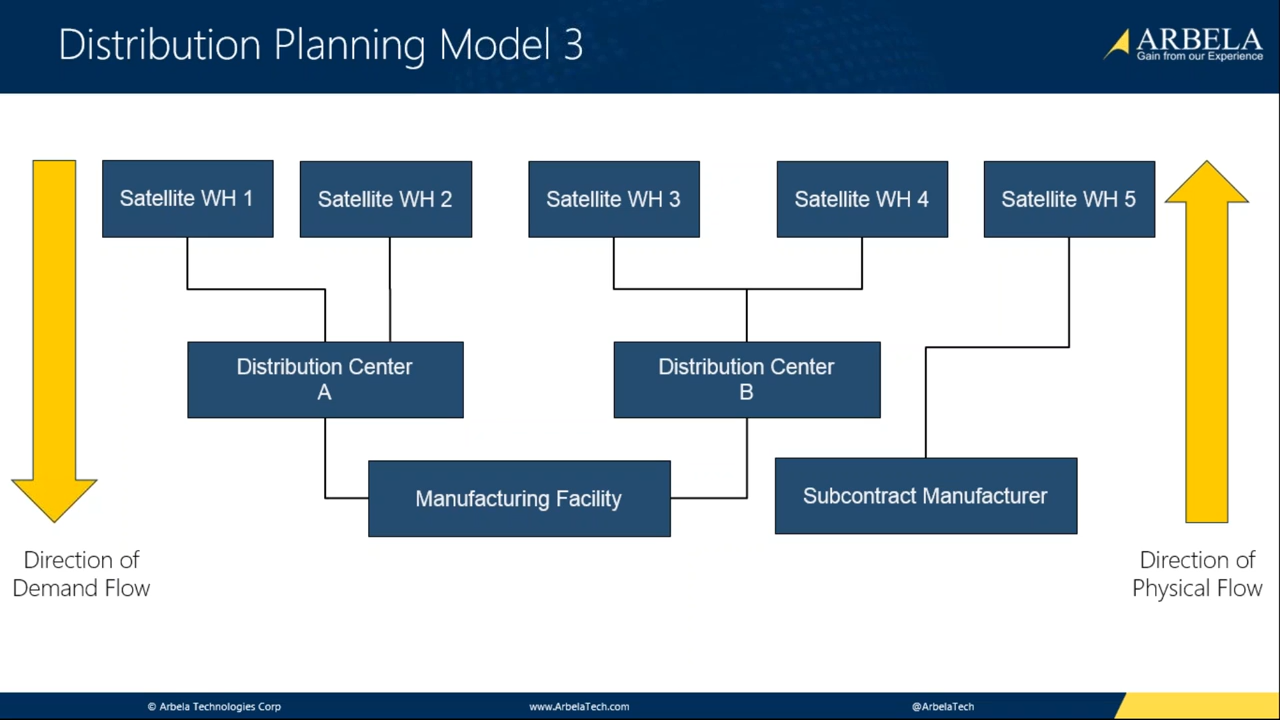 Distribution Planning Model 3
ARBELA
Gain from our Experience
Satellite WH 1
Satellite WH 2
Satellite WH 3
Satellite WH 4
Satellite WH 5
Distribution Center
A
Distribution Center
B
Manufacturing Facility
Subcontract Manufacturer
Direction of
Demand Flow
Direction of
Physical Flow
© Arbela Technologies Corp
www.ArbelaTech.com
@ArbelaTech